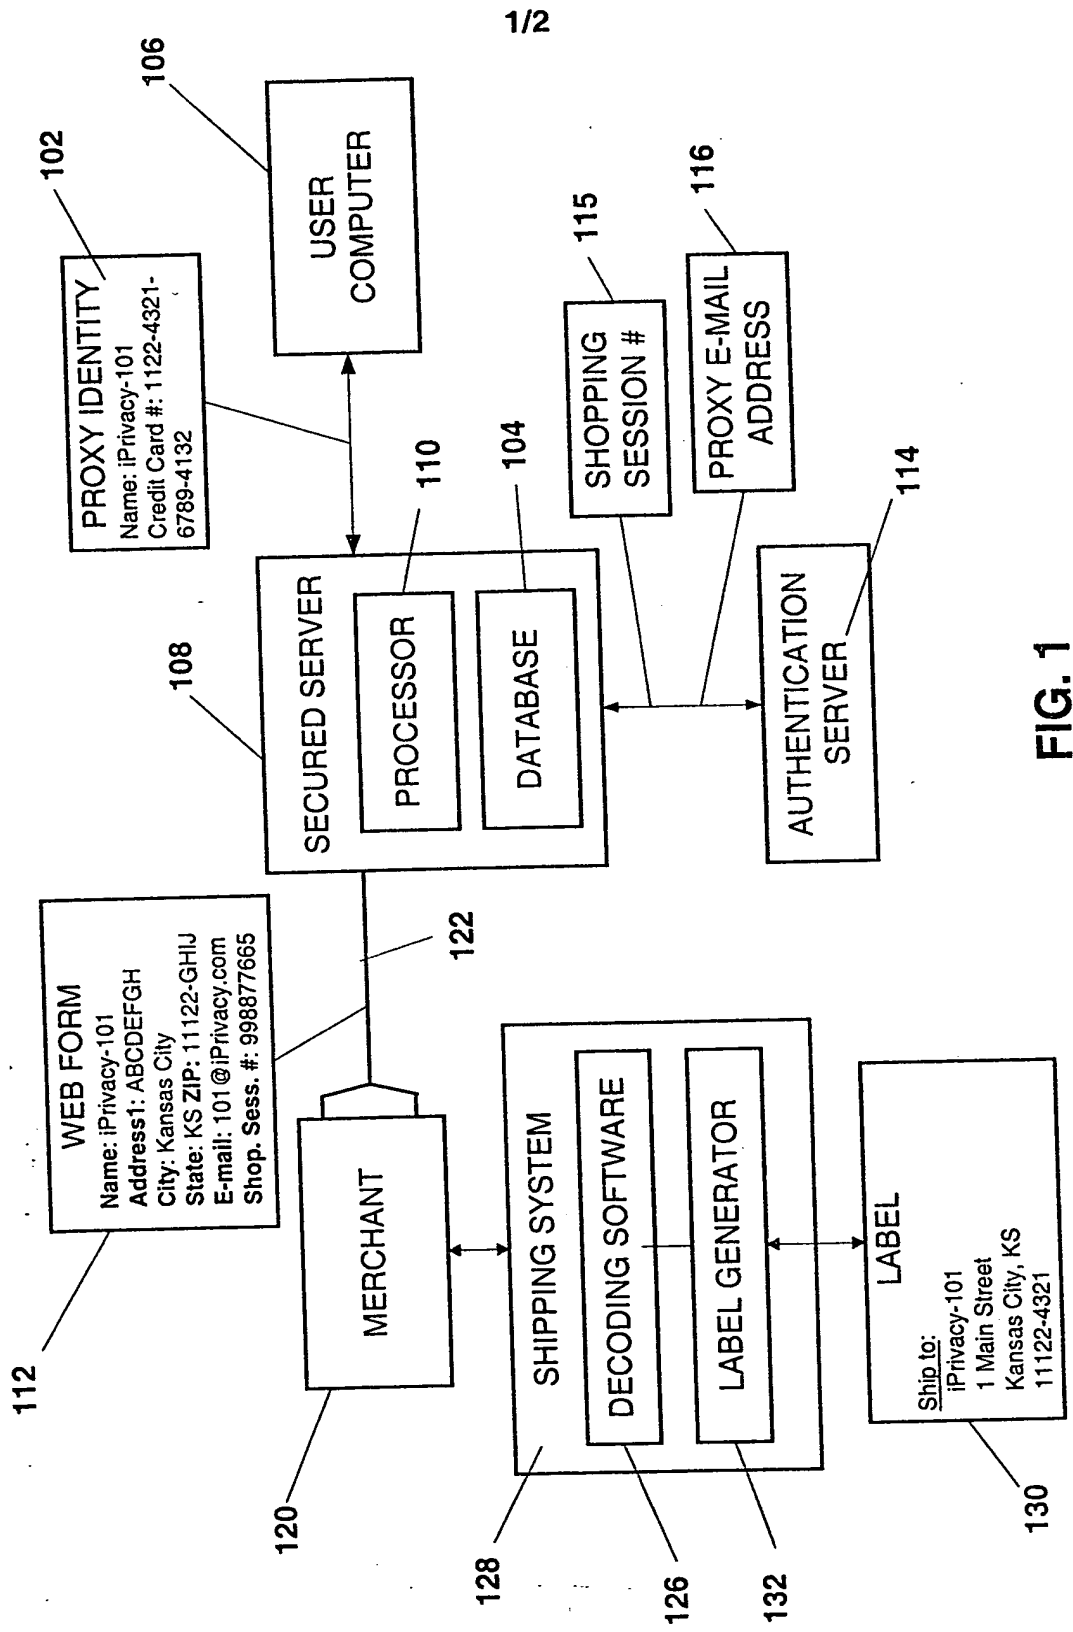 1/2
112
WEB FORM
Name: iPrivacy-101
Address1: ABCDEFGH
City: Kansas City
State: KS ZIP: 11122-GHIJ
E-mail: 101@iPrivacy.com
Shop. Sess. #: 998877665
108
PROXY IDENTITY
Name: iPrivacy-101
Credit Card #: 1122-4321-
6789-4132
102
106
USER
COMPUTER
120
MERCHANT
122
SECURED SERVER
PROCESSOR
110
DATABASE
104
128
SHIPPING SYSTEM
DECODING SOFTWARE
126
LABEL GENERATOR
132
SHOPPING
SESSION #
115
PROXY E-MAIL
ADDRESS
116
AUTHENTICATION
SERVER
114
LABEL
Ship to:
iPrivacy-101
1 Main Street
Kansas City, KS
11122-4321
130
FIG. 1